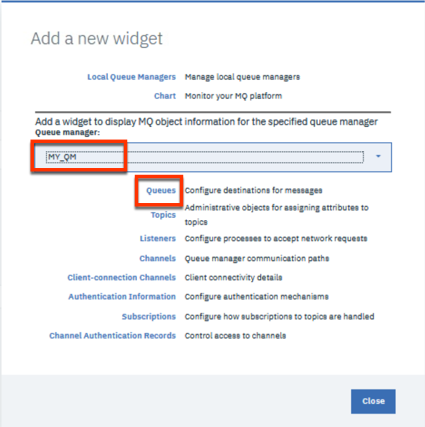 Add a new widget
Local Queue Managers Manage local queue managers
Chart Monitor your MQ platform
Add a widget to display MQ object information for the specified queue manager
Queue manager:
MY_QM
Queues Configure destinations for messages
Topics Administrative objects for assigning attributes to
topics
Listeners Configure processes to accept network requests
Channels Queue manager communication paths
Client-connection Channels Client connectivity details
Authentication Information Configure authentication mechanisms
Subscriptions Configure how subscriptions to topics are handled
Channel Authentication Records Control access to channels
Close